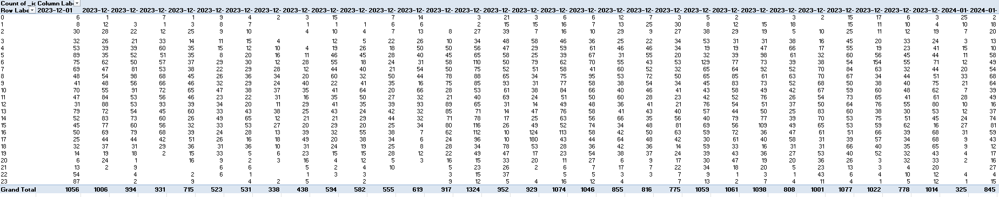 Count of _ic Column Labe
Row Labe 2023-12-01 2023-12- 2023-12- 2023-12- 2023-12- 2023-12- 2023-12- 2023-12- 2023-12- 2023-12- 2023-12- 2023-12- 2023-12- 2023-12- 2023-12- 2023-12- 2023-12- 2023-12- 2023-12- 2023-12- 2023-12- 2023-12- 2023-12- 2023-12- 2023-12- 2023-12- 2023-12- 2023-12- 2023-12- 2023-12- 2023-12- 2024-01- 2024-01-
0 6 1 7 1 9 4 2 3 15 7 14 3 21 3 6 6 12 7 3 5 2 3 2 15 17 6 3 25 2
1 8 12 3 1 3 8 7 1 1 1 6 6 2 15 15 16 7 13 25 30 8 12 15 18 15 11 10 4 10 18
2 30 28 22 12 25 9 10 4 10 4 7 13 8 27 39 7 16 10 29 9 27 38 29 19 5 10 25 11 12 19 7 20
3 32 26 21 33 14 11 15 4 12 5 22 26 10 34 48 58 46 36 25 22 34 53 31 31 38 16 45 20 33 24 3 13
4 53 39 39 60 35 15 12 10 4 19 26 18 50 50 56 47 29 59 61 46 46 34 19 19 47 66 17 55 19 23 41 15 10
5 89 35 52 51 35 8 20 16 11 46 45 28 40 45 65 58 25 39 67 31 55 20 32 39 98 61 32 60 56 45 44 11 58
6 75 62 50 57 37 29 30 12 28 55 18 24 31 58 110 50 79 62 70 55 43 53 129 77 73 39 38 54 154 55 71 12 49
7 69 47 81 53 38 22 29 28 12 44 40 21 54 50 75 52 51 58 41 60 52 32 65 64 92 52 70 84 63 32 44 20 54
8 48 54 98 68 45 26 36 34 20 60 32 50 44 78 88 65 34 75 95 53 72 50 65 85 61 63 70 67 34 44 51 33 68
9 41 48 56 66 46 32 29 24 40 22 41 35 16 75 85 93 31 77 58 38 54 34 45 83 73 52 68 50 38 40 75 21 64
10 70 55 91 72 65 47 38 37 35 41 64 20 66 28 53 61 38 84 66 40 46 41 43 58 49 42 67 59 60 48 62 7 39
11 47 84 53 56 46 23 22 31 16 35 50 27 32 21 40 69 24 51 50 60 28 23 42 52 76 26 54 73 65 41 61 28 49
12 31 88 53 93 39 34 20 11 29 41 35 39 93 89 65 31 14 49 48 36 41 21 76 54 51 37 50 64 76 55 80 10 16
13 79 72 54 45 60 33 43 38 25 43 24 42 32 85 71 14 47 76 58 41 43 40 57 44 50 25 83 60 38 30 53 12 37
14 52 83 73 60 26 49 65 12 21 21 29 44 32 71 78 17 25 63 56 66 35 56 40 79 77 39 70 53 75 51 45 24 74
15 45 77 60 56 32 33 53 27 20 29 20 25 34 80 116 26 49 52 74 34 48 81 69 56 109 49 65 53 59 62 16 27 81
16 50 69 79 68 39 24 28 13 39 32 55 38 7 62 112 10 124 113 58 42 50 63 59 72 36 47 61 51 66 39 68 31 59
17 25 44 44 42 51 26 16 18 49 20 38 34 6 24 96 10 180 43 44 64 48 42 30 61 40 58 31 39 57 34 68 9 43
18 32 37 31 29 36 31 36 10 31 24 19 25 8 28 34 78 53 28 36 42 36 14 59 33 16 31 31 66 40 35 65 9 12
19 14 19 18 2 15 33 5 6 23 15 15 28 12 22 49 47 17 23 54 38 37 24 39 43 36 27 53 40 52 32 43 4 17
20 6 24 1 16 9 2 3 16 4 12 5 3 16 15 33 20 11 27 6 9 17 30 47 19 20 36 26 3 32 33 2 16
21 13 2 9 6 6 5 2 4 10 5 23 26 2 6 7 17 7 22 34 18 20 5 23 13 3 4 20 27
22 54 4 2 6 1 1 3 3 3 15 37 5 5 3 3 7 9 1 3 1 43 6 4 10 12 4 4
23 87 2 9 4 2 5 2 9 12 5 4 16 12 4 7 13 2 7 4 11 4 1 5 12 1 15
Grand Total 1056 1006 994 931 715 523 531 338 438 594 582 555 619 917 1324 952 929 1074 1046 855 816 775 1059 1061 1098 808 1001 1077 1022 778 1014 325 845